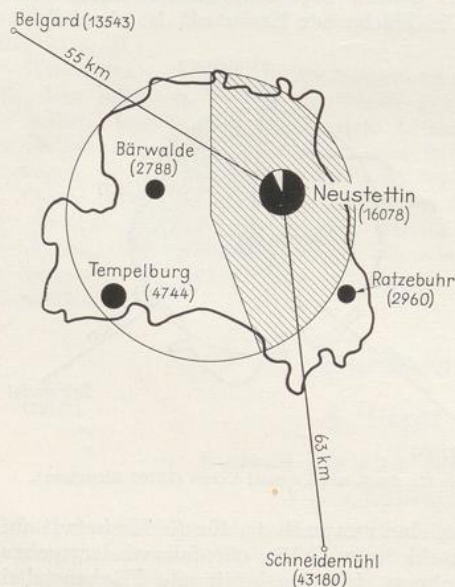 Belgard (13543)
55 km
Bärwalde
(2788)
Neustettin
(16078)
Tempelburg
(4744)
Ratzebuhr
(2960)
63 km
Schneidemühl
(43180)